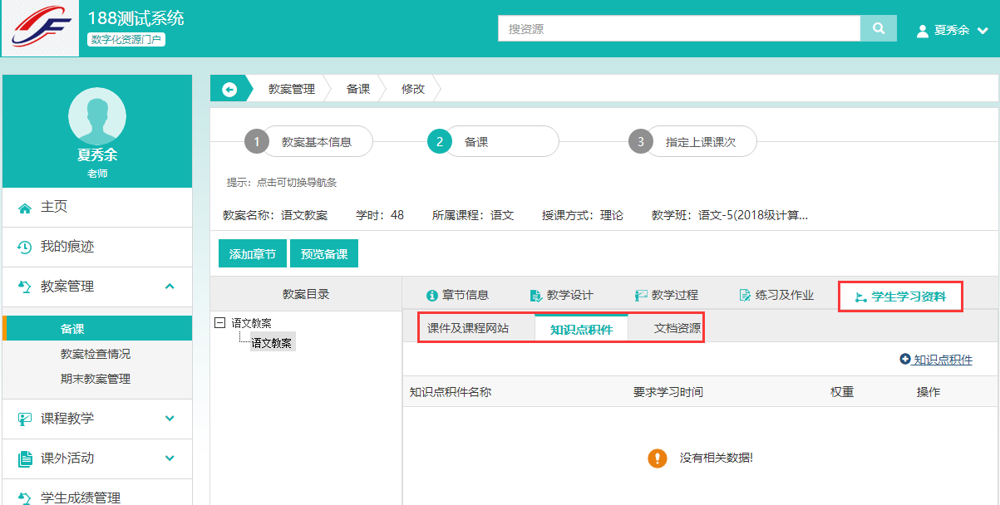 188测试系统
数字化资源门户
搜资源
夏秀余
夏秀余
老师
主页
我的痕迹
教案管理
备课
教案检查情况
期末教案管理
课程教学
课外活动
学生成绩管理
教案管理 备课 修改
1 教案基本信息 2 备课 3 指定上课课次
提示：点击可切换导航条
教案名称：语文教案 学时：48 所属课程：语文 授课方式：理论 教学班：语文-5(2018级计算...
添加章节 预览备课
教案目录
语文教案
语文教案
章节信息 教学设计 教学过程 练习及作业 学生学习资料
课件及课程网站 知识点积件 文档资源
知识点积件
知识点积件名称 要求学习时间 权重 操作
没有相关数据!